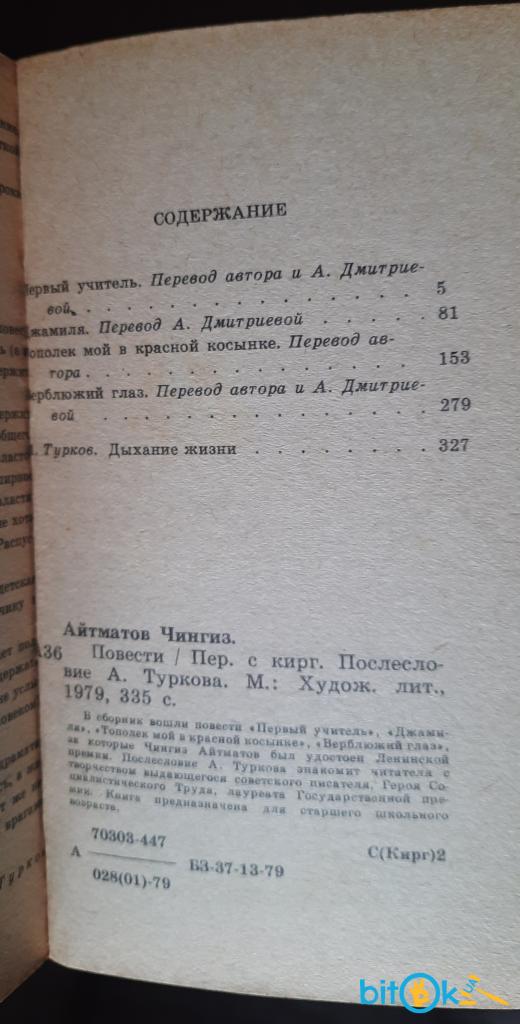 СОДЕРЖАНИЕ
Первый учитель. Перевод автора и А. Дмитрие-
вой. . . . . . . . . . . . . . . 5
Джамиля. Перевод А. Дмитриевой . . . . . 81
Тополек мой в красной косынке. Перевод ав-
тора . . . . . . . . . . . . . . 153
Верблюжий глаз. Перевод автора и А. Дмитрие-
вой . . . . . . . . . . . . . . 279
А. Турков. Дыхание жизни . . . . . . . . 327
Айтматов Чингиз.
А36 Повести / Пер. с кирг. Послесло-
вие А. Туркова. М.: Худож. лит.,
1979, 335 с.
В сборник вошли повести «Первый учитель», «Джами-
ля», «Тополек мой в красной косынке», «Верблюжий глаз»,
за которые Чингиз Айтматов был удостоен Ленинской
премии. Послесловие А. Туркова знакомит читателя с
творчеством выдающегося советского писателя, Героя Со-
циалистического Труда, лауреата Государственной пре-
мии. Книга предназначена для старшего школьного
возраста.
70303-447
А БЗ-37-13-79 С(Кирг)2
028(01)-79
bitok.ua